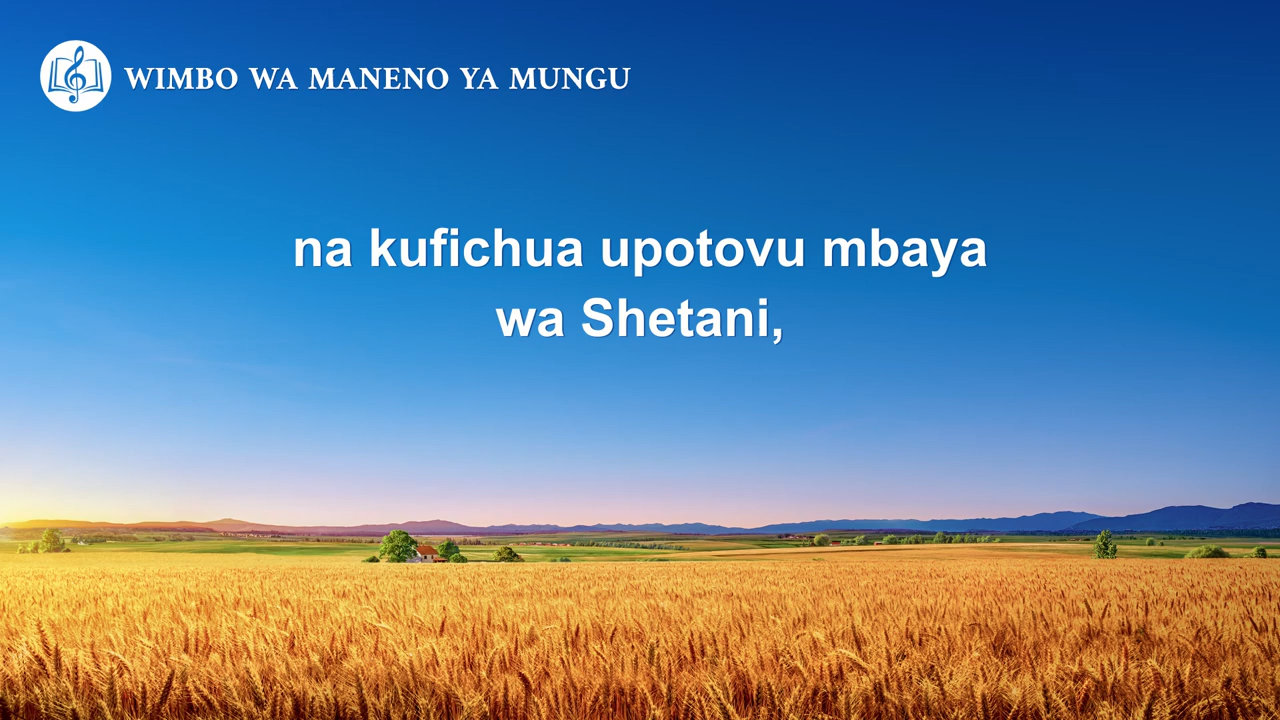 WIMBO WA MANENO YA MUNGU
na kufichua upotovu mbaya
wa Shetani,